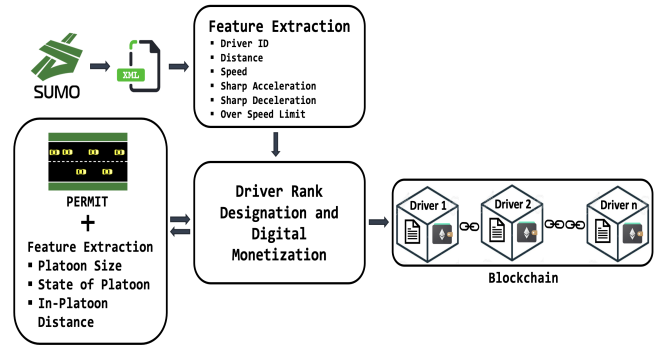 SUMO
XML
Feature Extraction
▪ Driver ID
▪ Distance
▪ Speed
▪ Sharp Acceleration
▪ Sharp Deceleration
▪ Over Speed Limit
PERMIT
+
Feature Extraction
▪ Platoon Size
▪ State of Platoon
▪ In-Platoon
Distance
Driver Rank
Designation and
Digital
Monetization
Driver 1
Driver 2
Driver n
Blockchain